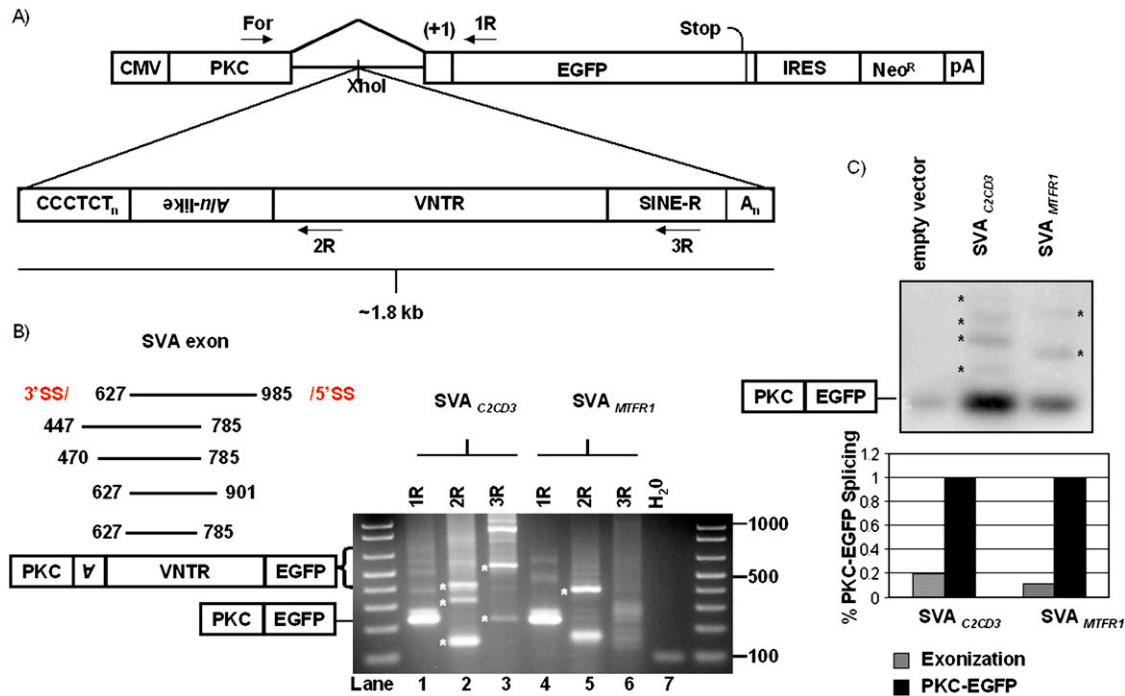 A)
For
(+1)
1R
Stop
CMV
PKC
EGFP
IRES
Neo^R
pA
XhoI
CCCTCT_n
Alu-like
VNTR
SINE-R
A_n
2R
3R
~1.8 kb
B)
SVA exon
3'SS/
627
985
/5'SS
447
785
470
785
627
901
627
785
PKC
A
VNTR
EGFP
PKC
EGFP
SVA C2CD3
SVA MTFR1
1R
2R
3R
1R
2R
3R
H_20
*
*
*
*
*
*
1000
500
100
Lane 1 2 3 4 5 6 7
C)
empty vector
SVA C2CD3
SVA MTFR1
*
*
*
*
*
*
PKC
EGFP
% PKC-EGFP Splicing
1.2
1
0.8
0.6
0.4
0.2
0
SVA C2CD3
SVA MTFR1
Exonization
PKC-EGFP